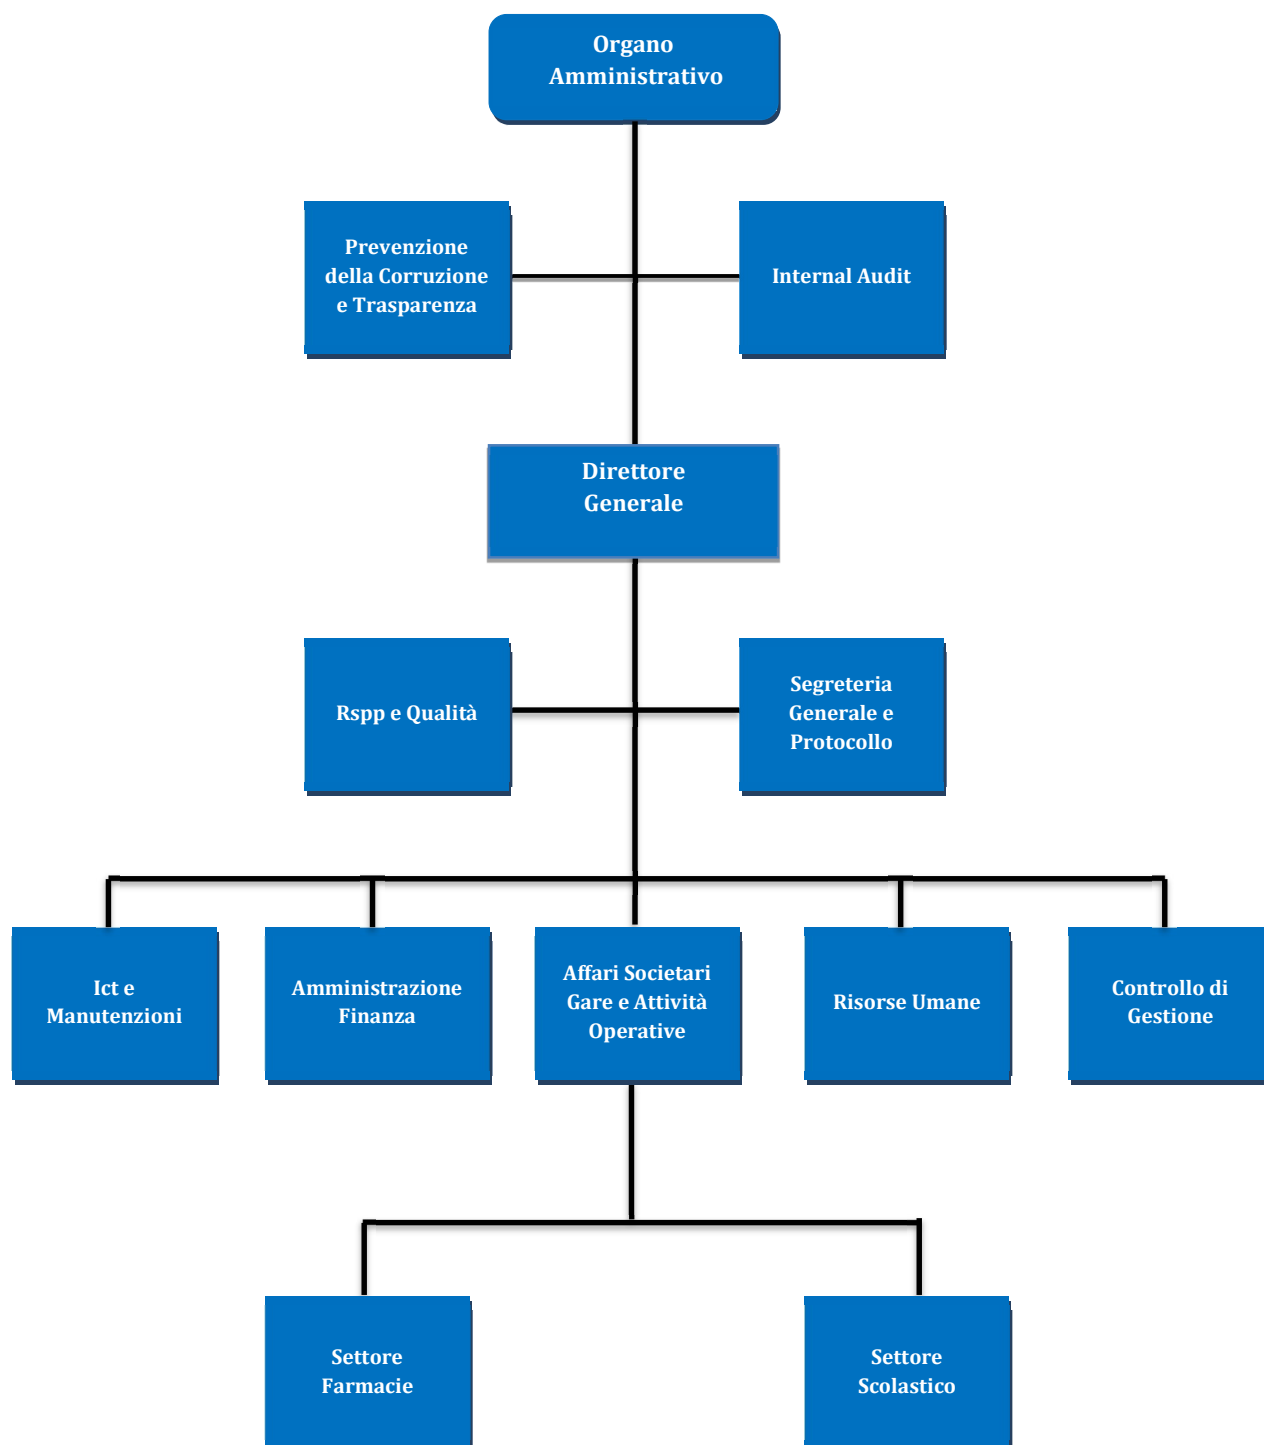 Organo
Amministrativo
Prevenzione
della Corruzione
e Trasparenza
Internal Audit
Direttore
Generale
Rspp e Qualità
Segreteria
Generale e
Protocollo
Ict e
Manutenzioni
Amministrazione
Finanza
Affari Societari
Gare e Attività
Operative
Risorse Umane
Controllo di
Gestione
Settore
Farmacie
Settore
Scolastico